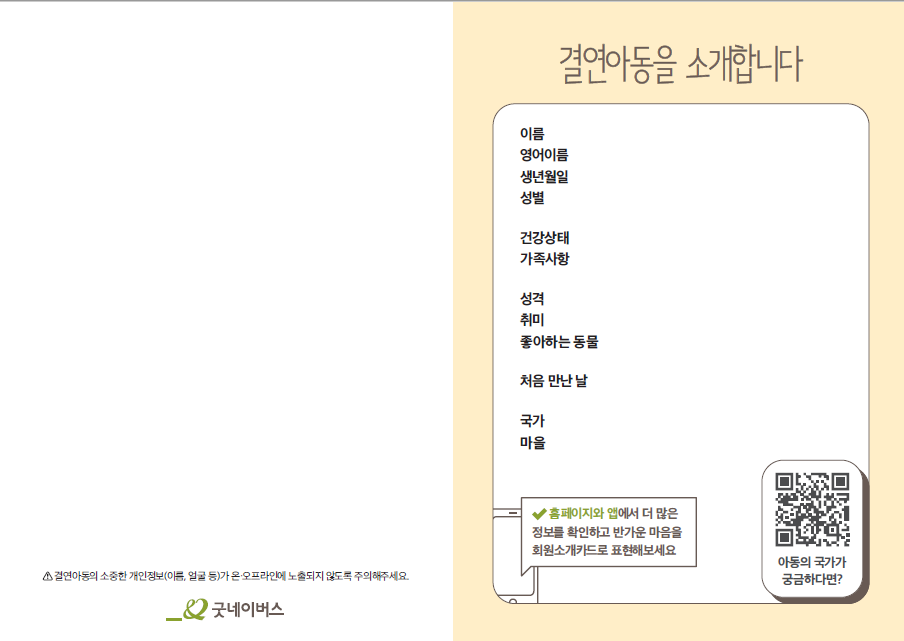 ⚠ 결연아동의 소중한 개인정보(이름, 얼굴 등)가 온·오프라인에 노출되지 않도록 주의해주세요.
굿네이버스
결연아동을 소개합니다
이름
영어이름
생년월일
성별
건강상태
가족사항
성격
취미
좋아하는 동물
처음 만난 날
국가
마을
홈페이지와 앱에서 더 많은
정보를 확인하고 반가운 마음을
회원소개카드로 표현해보세요
아동의 국가가
궁금하다면?